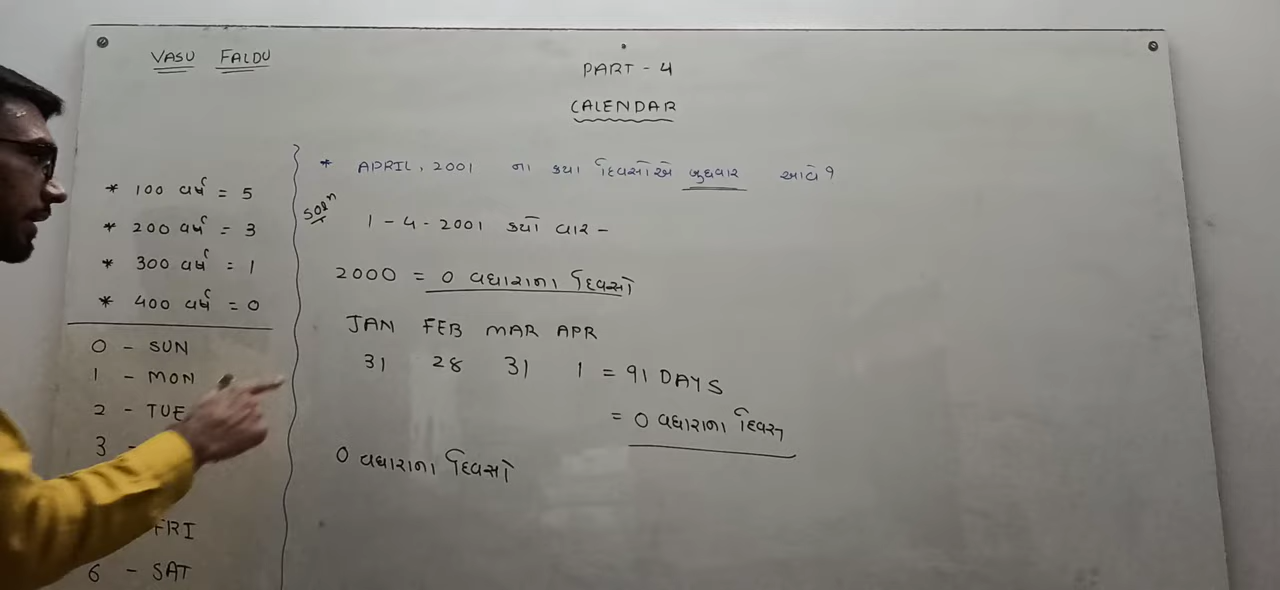 VASU FALDU
PART - 4
CALENDAR
* 100 વર્ષ = 5
* 200 વર્ષ = 3
* 300 વર્ષ = 1
* 400 વર્ષ = 0
0 - SUN
1 - MON
2 - TUE
3 -
FRI
6 - SAT
* APRIL, 2001 ના કયા દિવસોએ બુધવાર આવે ?
Solⁿ
1 - 4 - 2001 કયો વાર -
2000 = 0 વધારાના દિવસો
JAN FEB MAR APR
31 28 31 1 = 91 DAYS
= 0 વધારાના દિવસ
0 વધારાના દિવસો